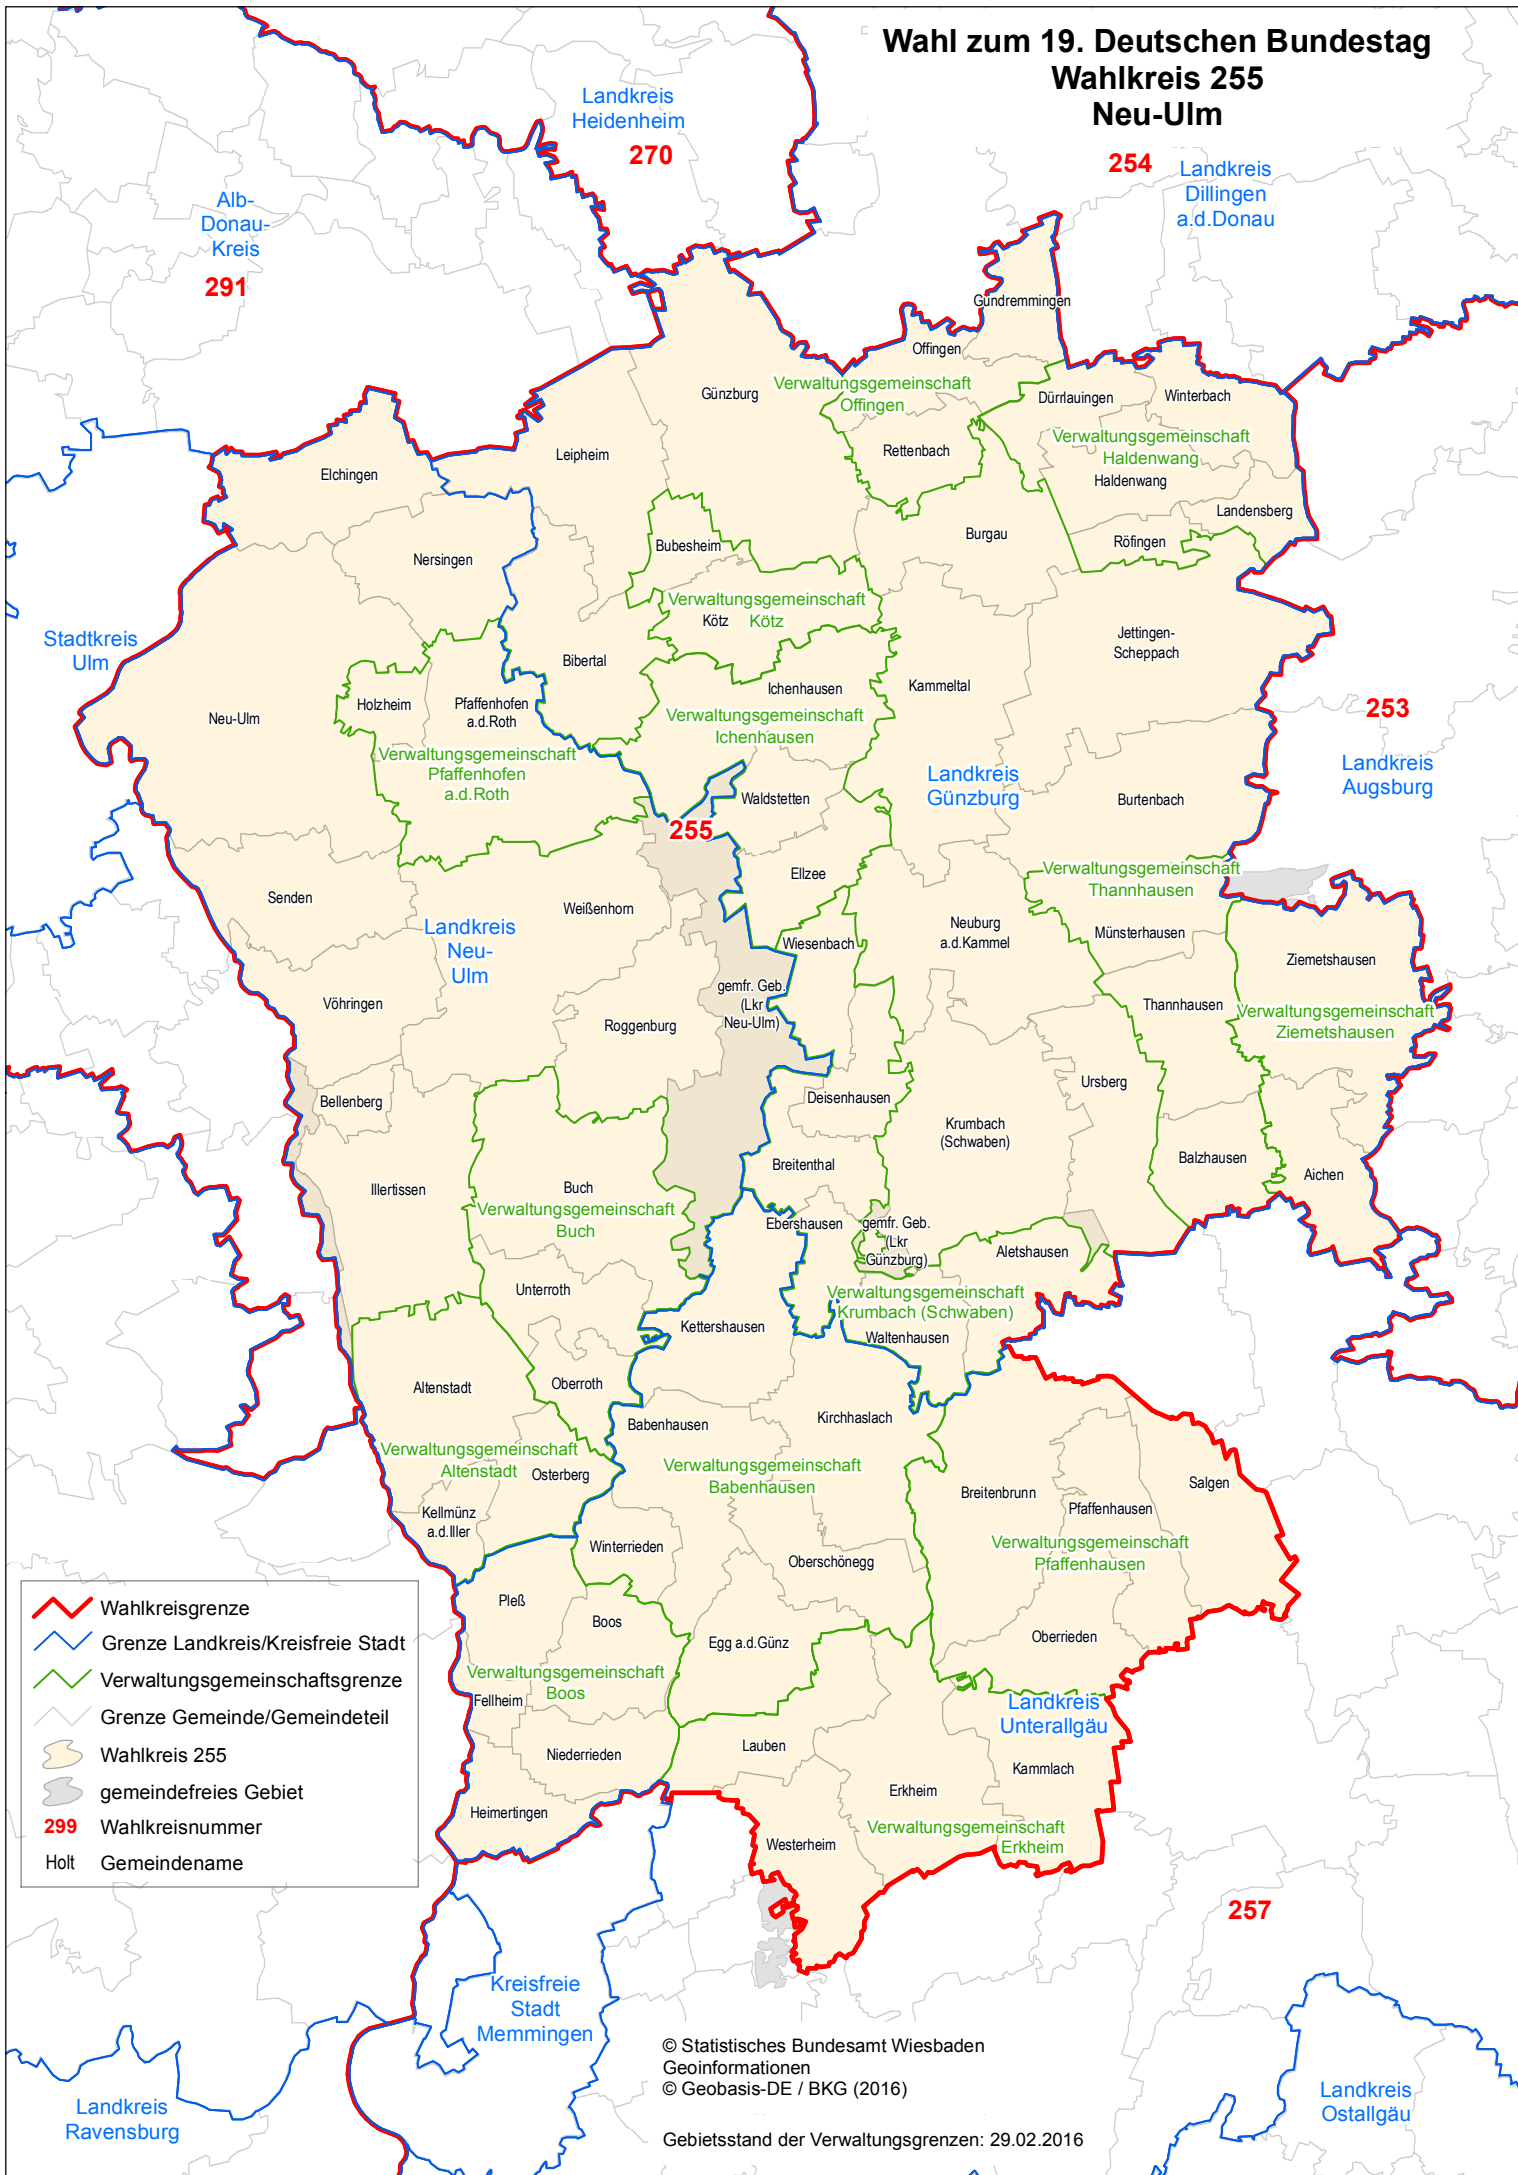 Wahl zum 19. Deutschen Bundestag
Wahlkreis 255
Neu-Ulm
Landkreis
Heidenheim
270
254
Landkreis
Dillingen
a.d.Donau
Alb-
Donau-
Kreis
291
Gundremmingen
Offingen
Günzburg
Verwaltungsgemeinschaft
Offingen
Dürrlauingen
Winterbach
Rettenbach
Verwaltungsgemeinschaft
Haldenwang
Haldenwang
Leipheim
Elchingen
Landensberg
Burgau
Röfingen
Bubesheim
Nersingen
Verwaltungsgemeinschaft
Kötz
Kötz
Stadtkreis
Ulm
Jettingen-
Scheppach
Bibertal
Ichenhausen
Kammeltal
Holzheim
Pfaffenhofen
a.d.Roth
Neu-Ulm
Verwaltungsgemeinschaft
Ichenhausen
253
Verwaltungsgemeinschaft
Pfaffenhofen
a.d.Roth
Landkreis
Günzburg
Landkreis
Augsburg
Waldstetten
Burtenbach
255
Ellzee
Verwaltungsgemeinschaft
Thannhausen
Senden
Weißenhorn
Landkreis
Neu-
Ulm
Wiesenbach
Neuburg
a.d.Kammel
Münsterhausen
Ziemetshausen
Vöhringen
gemfr. Geb.
(Lkr
Neu-Ulm)
Roggenburg
Thannhausen
Verwaltungsgemeinschaft
Ziemetshausen
Bellenberg
Deisenhausen
Ursberg
Krumbach
(Schwaben)
Illertissen
Buch
Verwaltungsgemeinschaft
Buch
Breitenthal
Balzhausen
Aichen
Ebershausen
gemfr. Geb.
(Lkr
Günzburg)
Aletshausen
Unterroth
Verwaltungsgemeinschaft
Krumbach (Schwaben)
Kettershausen
Waltenhausen
Altenstadt
Oberroth
Babenhausen
Kirchhaslach
Verwaltungsgemeinschaft
Altenstadt
Osterberg
Verwaltungsgemeinschaft
Babenhausen
Breitenbrunn
Pfaffenhausen
Salgen
Kellmünz
a.d.Iller
Verwaltungsgemeinschaft
Pfaffenhausen
Winterrieden
Oberschönegg
Pleß
Boos
Egg a.d.Günz
Oberrieden
Verwaltungsgemeinschaft
Boos
Fellheim
Landkreis
Unterallgäu
Niederrieden
Lauben
Kammlach
Erkheim
Heimertingen
Westerheim
Verwaltungsgemeinschaft
Erkheim
Wahlkreisgrenze
Grenze Landkreis/Kreisfreie Stadt
Verwaltungsgemeinschaftsgrenze
Grenze Gemeinde/Gemeindeteil
Wahlkreis 255
gemeindefreies Gebiet
299 Wahlkreisnummer
Holt Gemeindename
257
Kreisfreie
Stadt
Memmingen
Landkreis
Ravensburg
Landkreis
Ostallgäu
© Statistisches Bundesamt Wiesbaden
Geoinformationen
© Geobasis-DE / BKG (2016)
Gebietsstand der Verwaltungsgrenzen: 29.02.2016